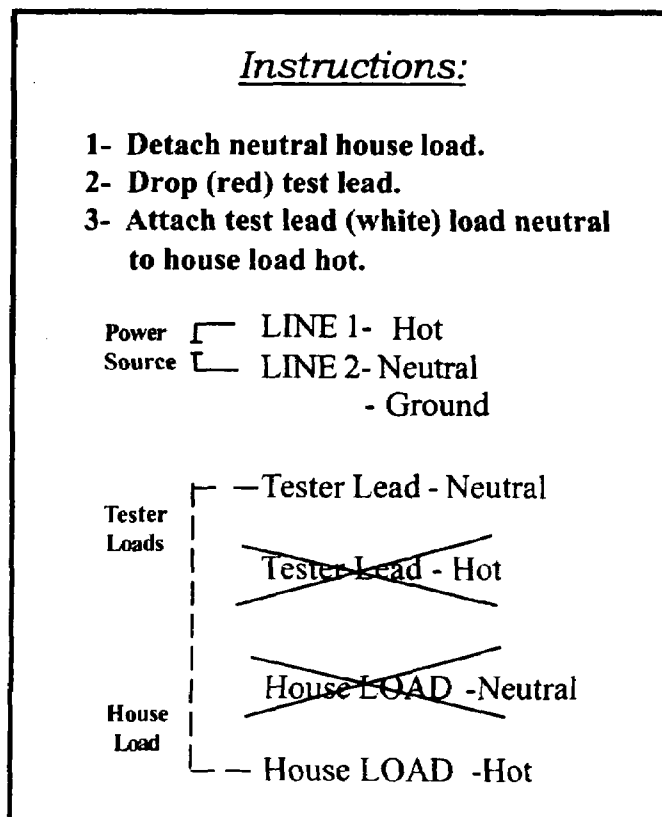 Instructions:
1- Detach neutral house load.
2- Drop (red) test lead.
3- Attach test lead (white) load neutral
to house load hot.
Power
Source
LINE 1- Hot
LINE 2- Neutral
- Ground
Tester
Loads
Tester Lead - Neutral
Tester Lead - Hot
House LOAD -Neutral
House
Load
House LOAD -Hot